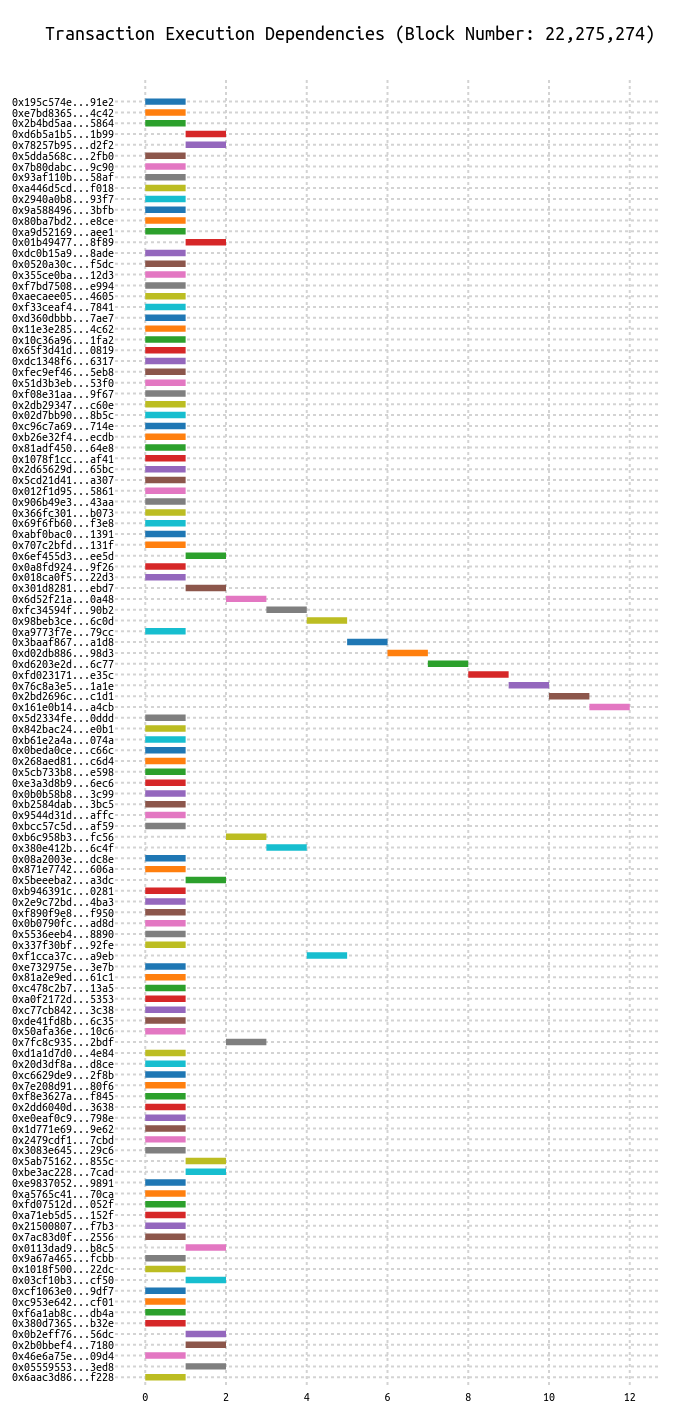 Transaction Execution Dependencies (Block Number: 22,275,274)
0x195c574e...91e2
0xe7bd8365...4c42
0x2b4bd5aa...5864
0xd6b5a1b5...1b99
0x78257b95...d2f2
0x5dda568c...2fb0
0x7b80dabc...9c90
0x93af110b...58af
0xa446d5cd...f018
0x2940a0b8...93f7
0x9a588496...3bfb
0x80ba7bd2...e8ce
0xa9d52169...aee1
0x01b49477...8f89
0xdc0b15a9...8ade
0x0520a30c...f5dc
0x355ce0ba...12d3
0xf7bd7508...e994
0xaecaee05...4605
0xf33ceaf4...7841
0xd360dbbb...7ae7
0x11e3e285...4c62
0x10c36a96...1fa2
0x65f3d41d...0819
0xdc1348f6...6317
0xfec9ef46...5eb8
0x51d3b3eb...53f0
0xf08e31aa...9f67
0x2db29347...c60e
0x02d7bb90...8b5c
0xc96c7a69...714e
0xb26e32f4...ecdb
0x81adf450...64e8
0x1078f1cc...af41
0x2d65629d...65bc
0x5cd21d41...a307
0x012f1d95...5861
0x906b49e3...43aa
0x366fc301...b073
0x69f6fb60...f3e8
0xabf0bac0...1391
0x707c2bfd...131f
0x6ef455d3...ee5d
0x0a8fd924...9f26
0x018ca0f5...22d3
0x301d8281...ebd7
0x6d52f21a...0a48
0xfc34594f...90b2
0x98beb3ce...6c0d
0xa9773f7e...79cc
0x3baaf867...a1d8
0xd02db886...98d3
0xd6203e2d...6c77
0xfd023171...e35c
0x76c8a3e5...1a1e
0x2bd2696c...c1d1
0x161e0b14...a4cb
0x5d2334fe...0ddd
0x842bac24...e0b1
0xb61e2a4a...074a
0x0beda0ce...c66c
0x268aed81...c6d4
0x5cb733b8...e598
0xe3a3d8b9...6ec6
0x0b0b58b8...3c99
0xb2584dab...3bc5
0x9544d31d...affc
0xbcc57c5d...af59
0xb6c958b3...fc56
0x380e412b...6c4f
0x08a2003e...dc8e
0x871e7742...606a
0x5beeeba2...a3dc
0xb946391c...0281
0x2e9c72bd...4ba3
0xf890f9e8...f950
0x0b0790fc...ad8d
0x5536eeb4...8890
0x337f30bf...92fe
0xf1cca37c...a9eb
0xe732975e...3e7b
0x81a2e9ed...61c1
0xc478c2b7...13a5
0xa0f2172d...5353
0xc77cb842...3c38
0xde41fd8b...6c35
0x50afa36e...10c6
0x7fc8c935...2bdf
0xd1a1d7d0...4e84
0x20d3df8a...d8ce
0xc6629de9...2f8b
0x7e208d91...80f6
0xf8e3627a...f845
0x2dd6040d...3638
0xe0eaf0c9...798e
0x1d771e69...9e62
0x2479cdf1...7cbd
0x3083e645...29c6
0x5ab75162...855c
0xbe3ac228...7cad
0xe9837052...9891
0xa5765c41...70ca
0xfd07512d...052f
0xa71eb5d5...152f
0x21500807...f7b3
0x7ac83d0f...2556
0x0113dad9...b8c5
0x9a67a465...fcbb
0x1018f500...22dc
0x03cf10b3...cf50
0xcf1063e0...9df7
0xc953e642...cf01
0xf6a1ab8c...db4a
0x380d7365...b32e
0x0b2eff76...56dc
0x2b0bbef4...7180
0x46e6a75e...09d4
0x05559553...3ed8
0x6aac3d86...f228
0 2 4 6 8 10 12